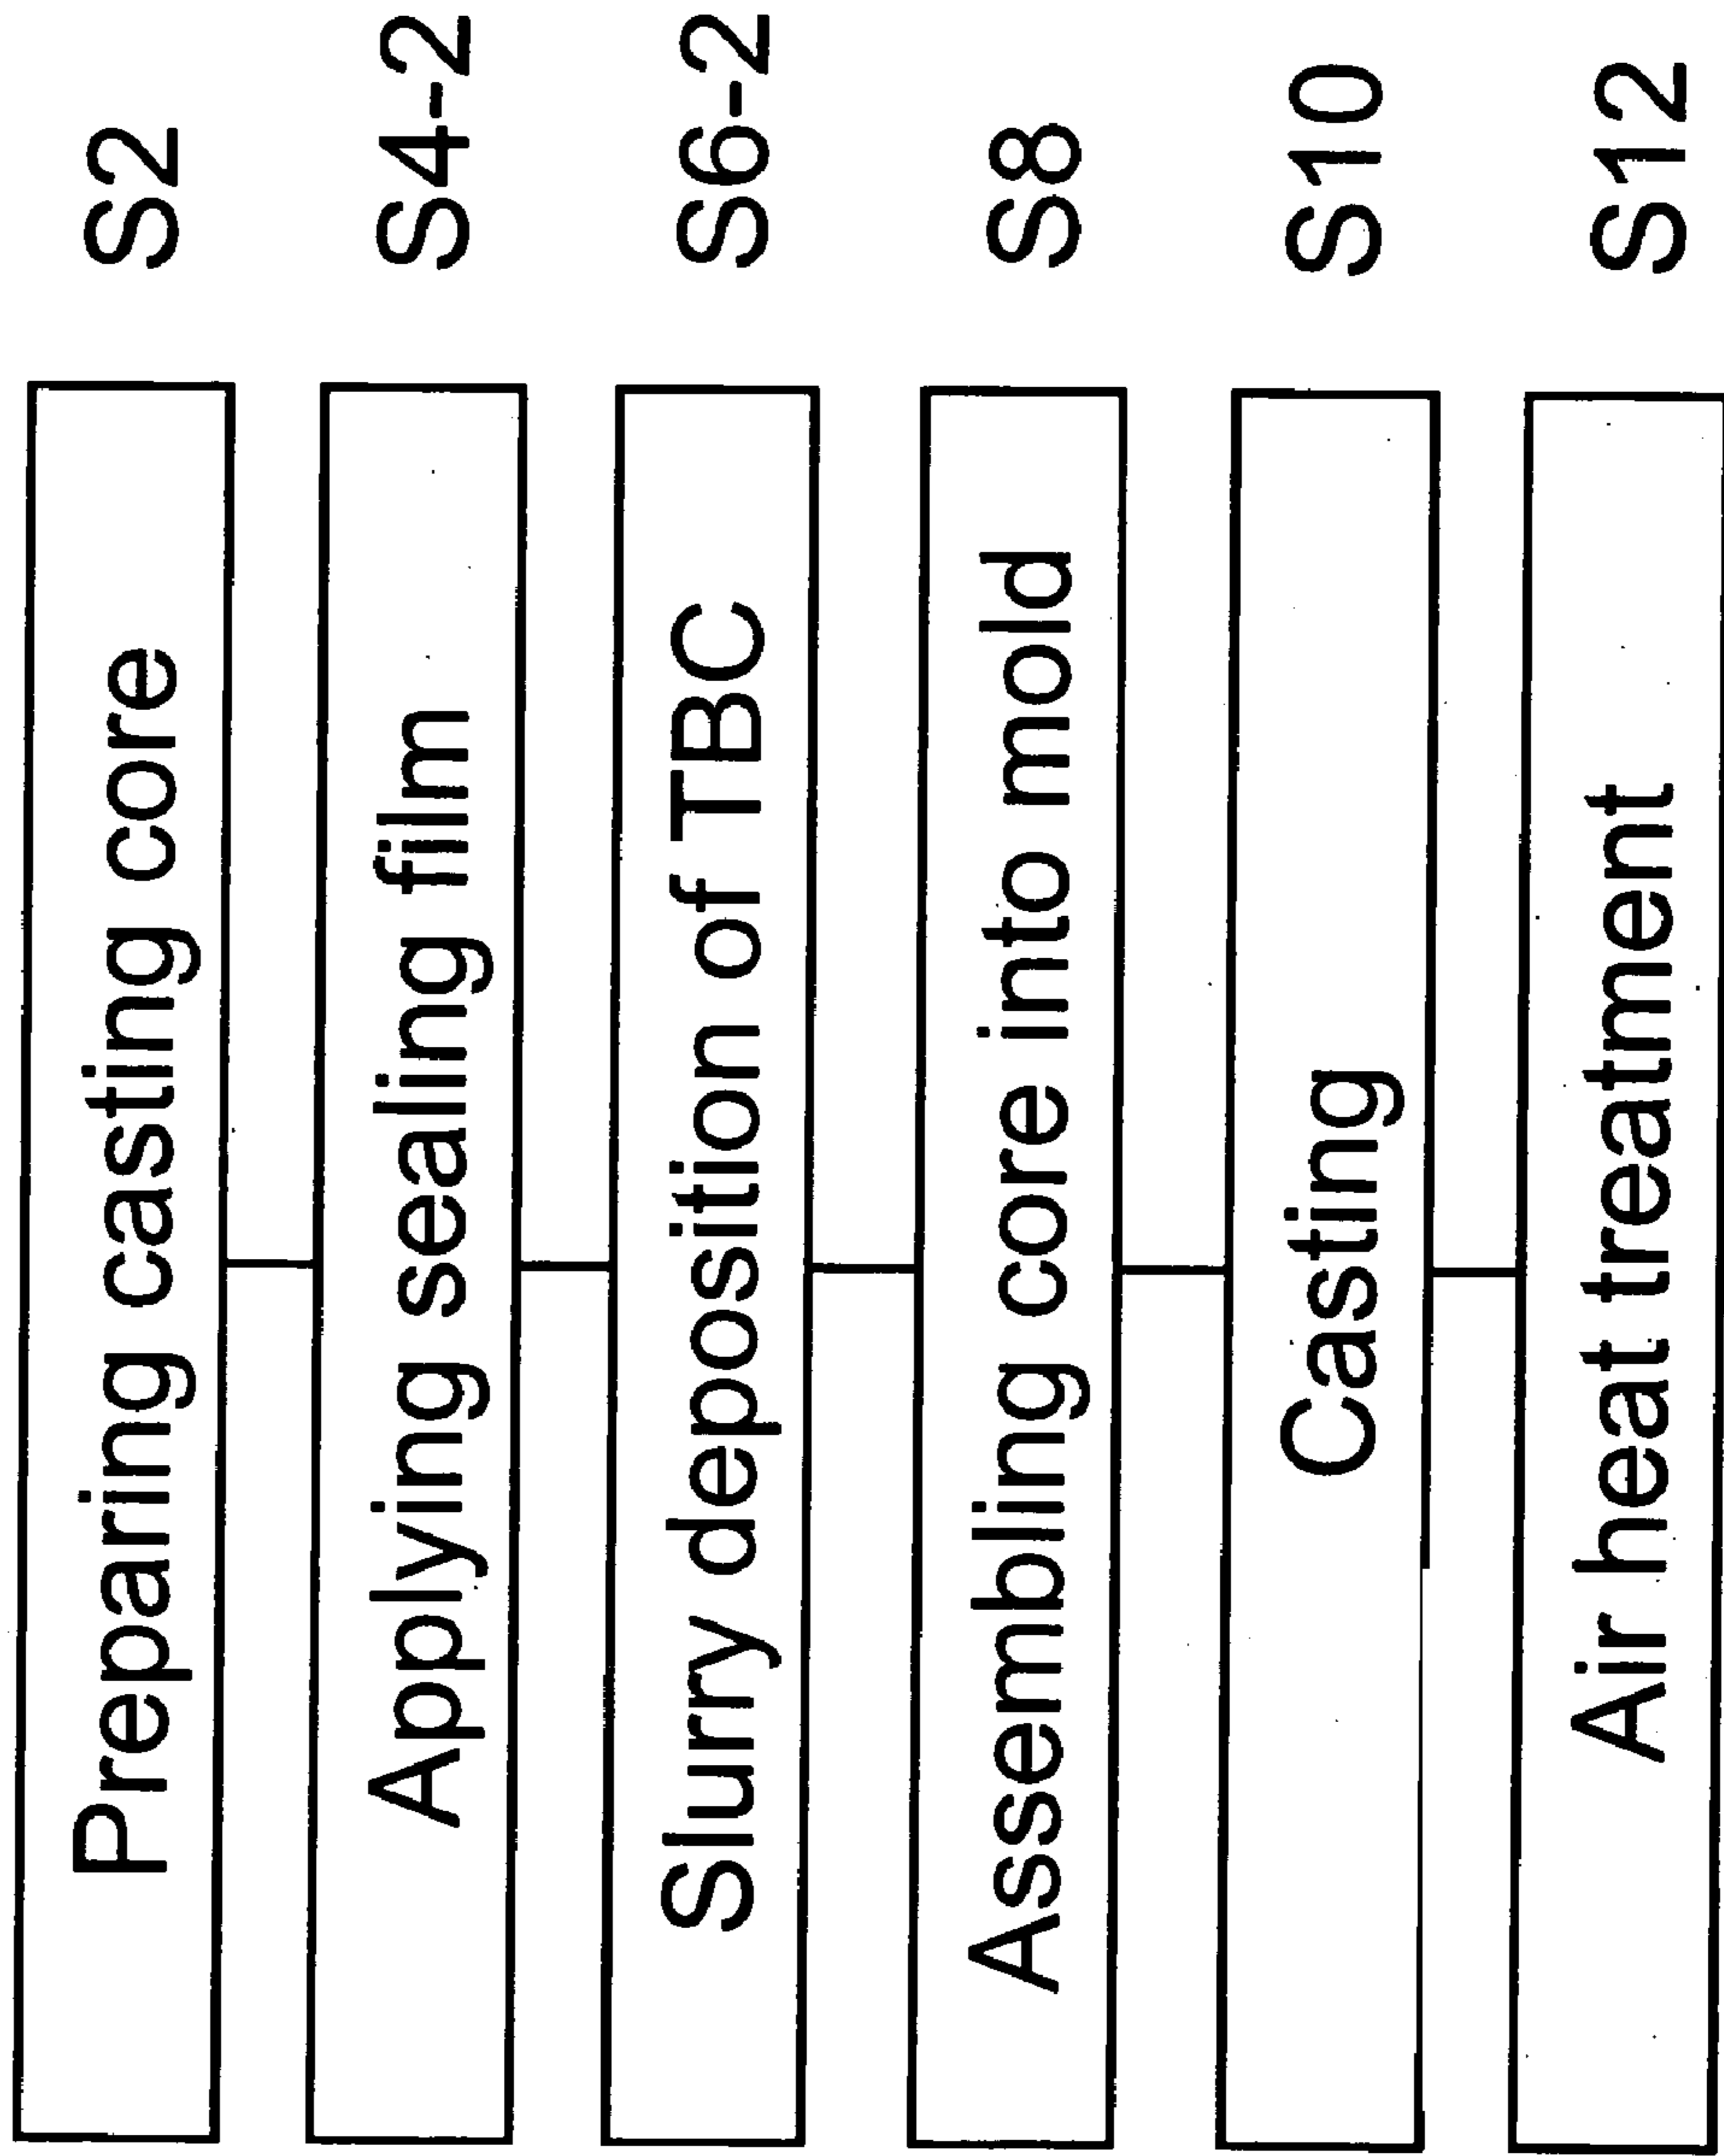 Preparing casting core S2
Applying sealing film S4-2
Slurry deposition of TBC S6-2
Assembling core into mold S8
Casting S10
Air heat treatment S12